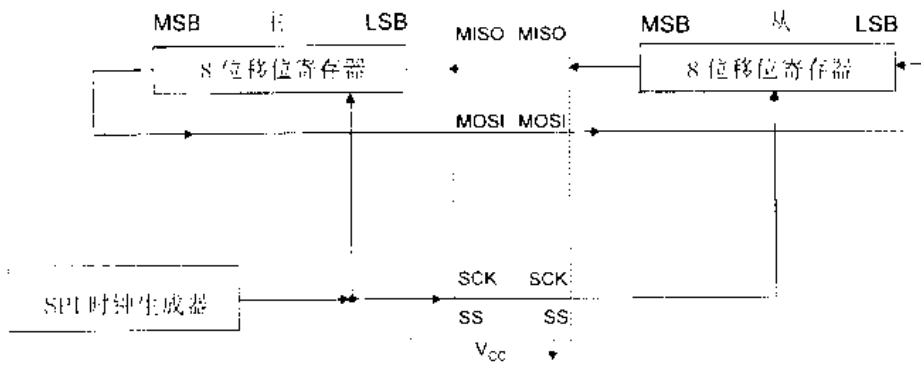 MSB 主 LSB MISO MISO MSB 从 LSB
8位移位寄存器 8位移位寄存器
MOSI MOSI
SCK SCK
SPI时钟生成器
SS SS
VCC